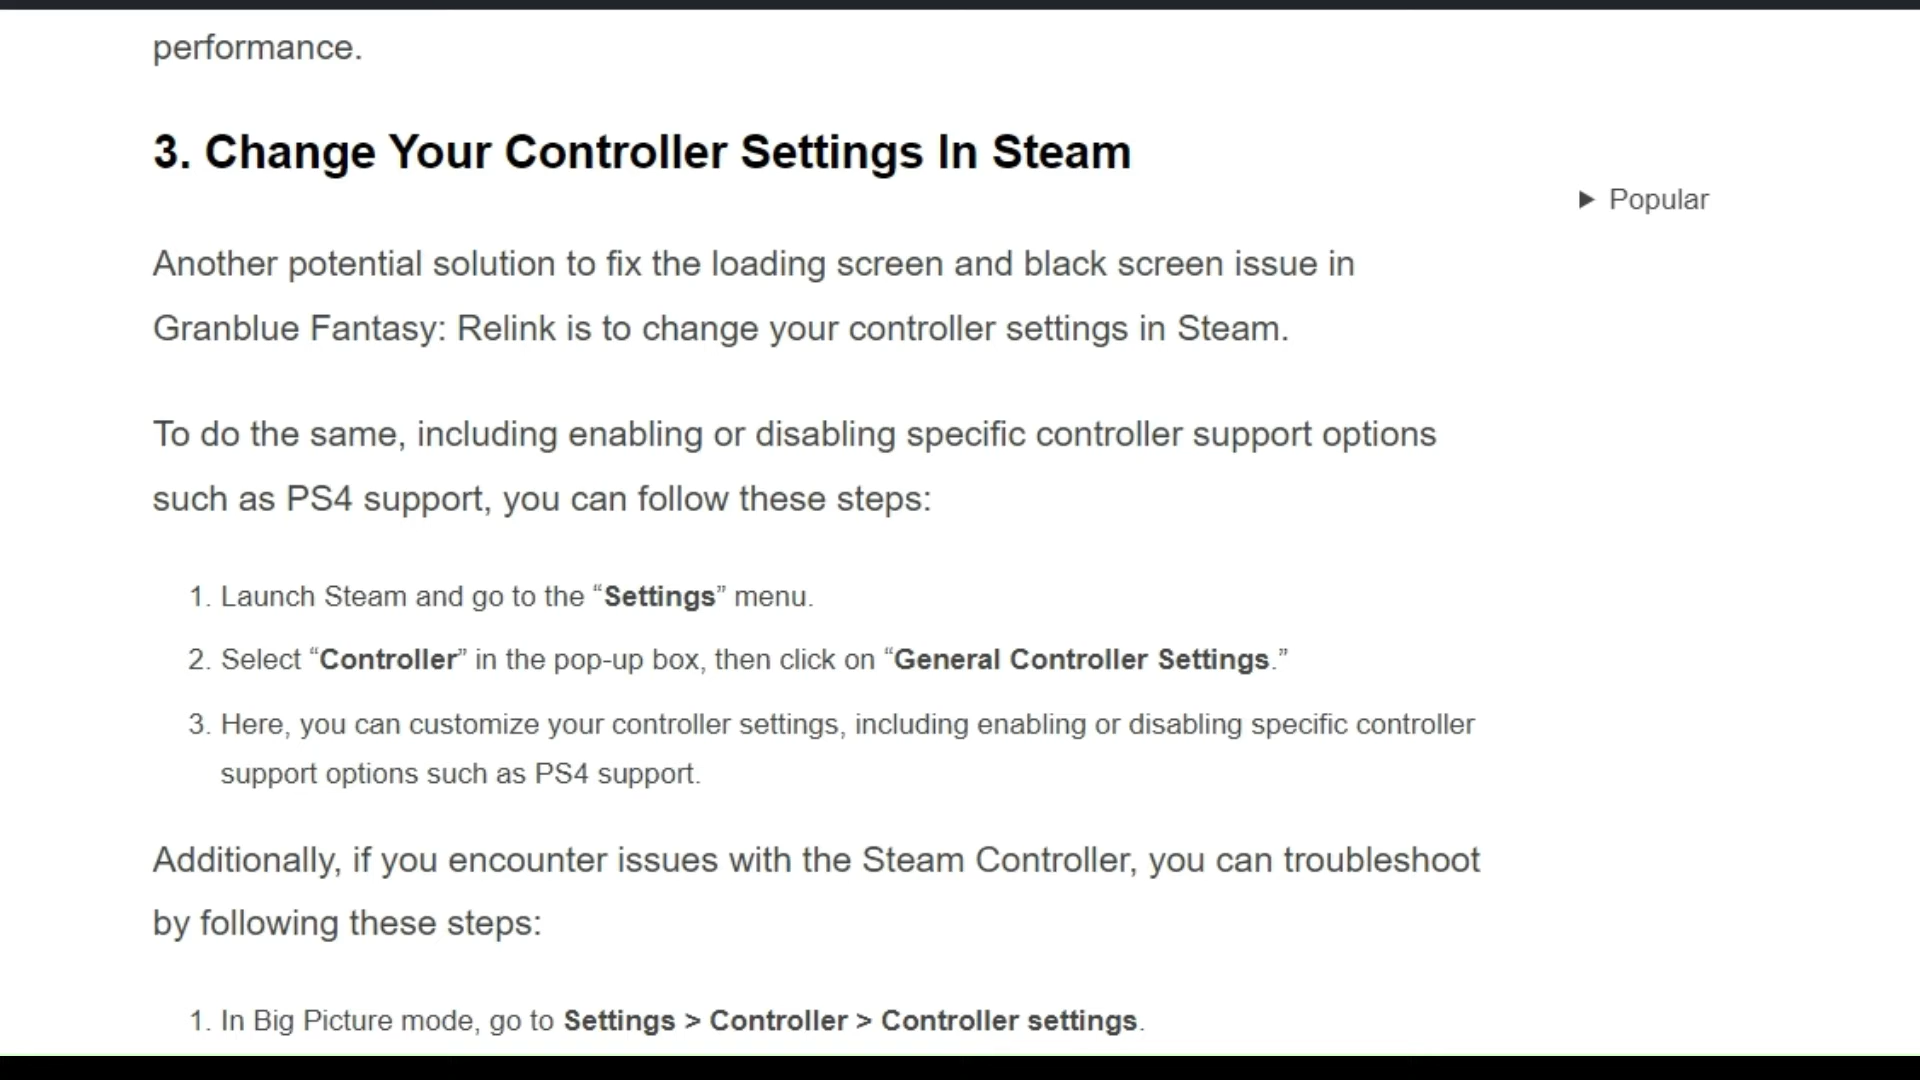 performance.
3. Change Your Controller Settings In Steam
► Popular
Another potential solution to fix the loading screen and black screen issue in
Granblue Fantasy: Relink is to change your controller settings in Steam.
To do the same, including enabling or disabling specific controller support options
such as PS4 support, you can follow these steps:
1. Launch Steam and go to the “Settings” menu.
2. Select “Controller” in the pop-up box, then click on “General Controller Settings.”
3. Here, you can customize your controller settings, including enabling or disabling specific controller
support options such as PS4 support.
Additionally, if you encounter issues with the Steam Controller, you can troubleshoot
by following these steps:
1. In Big Picture mode, go to Settings > Controller > Controller settings.